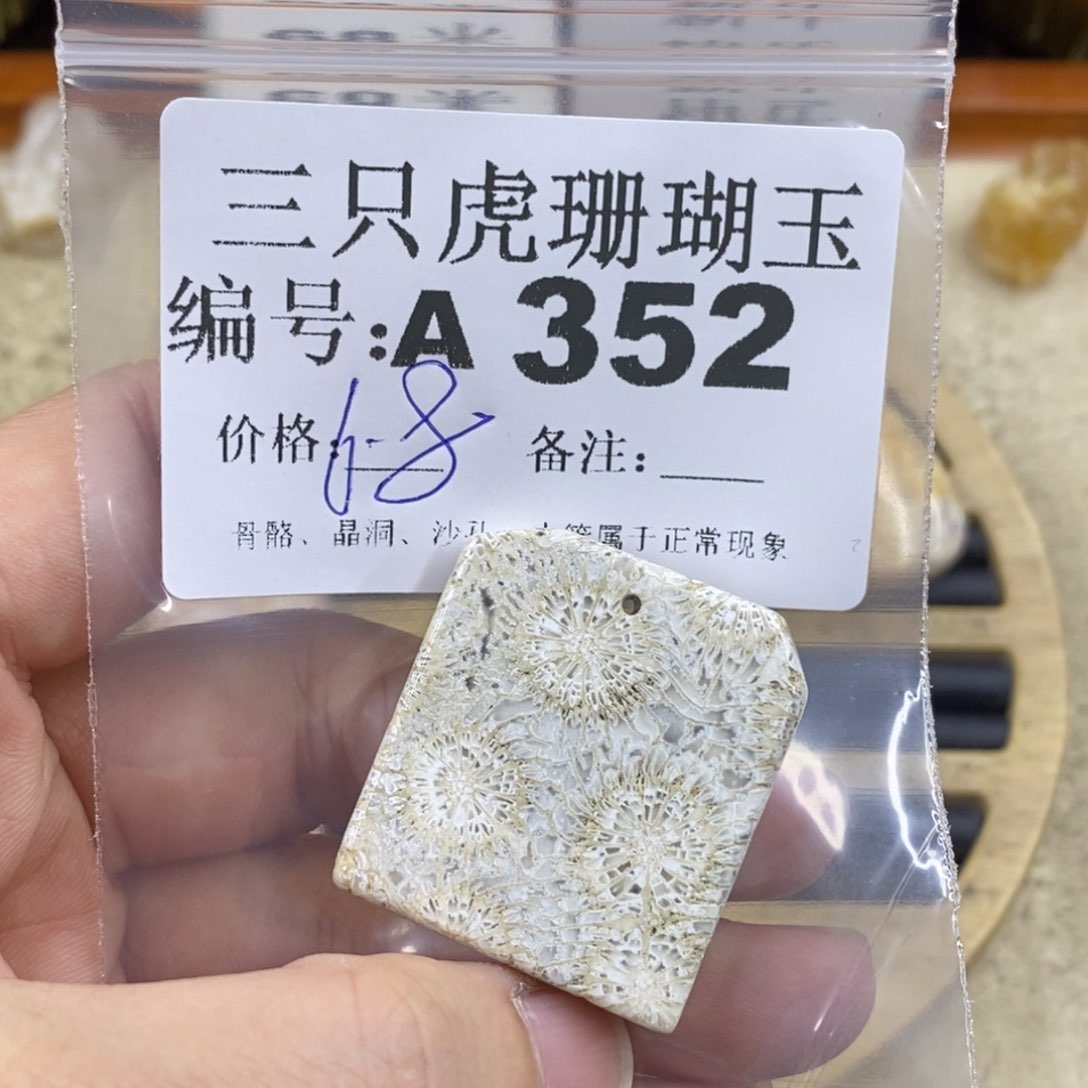 三只虎珊瑚玉
编号:A 352
价格:68 备注:
骨骼、晶洞、沙孔 属于正常现象